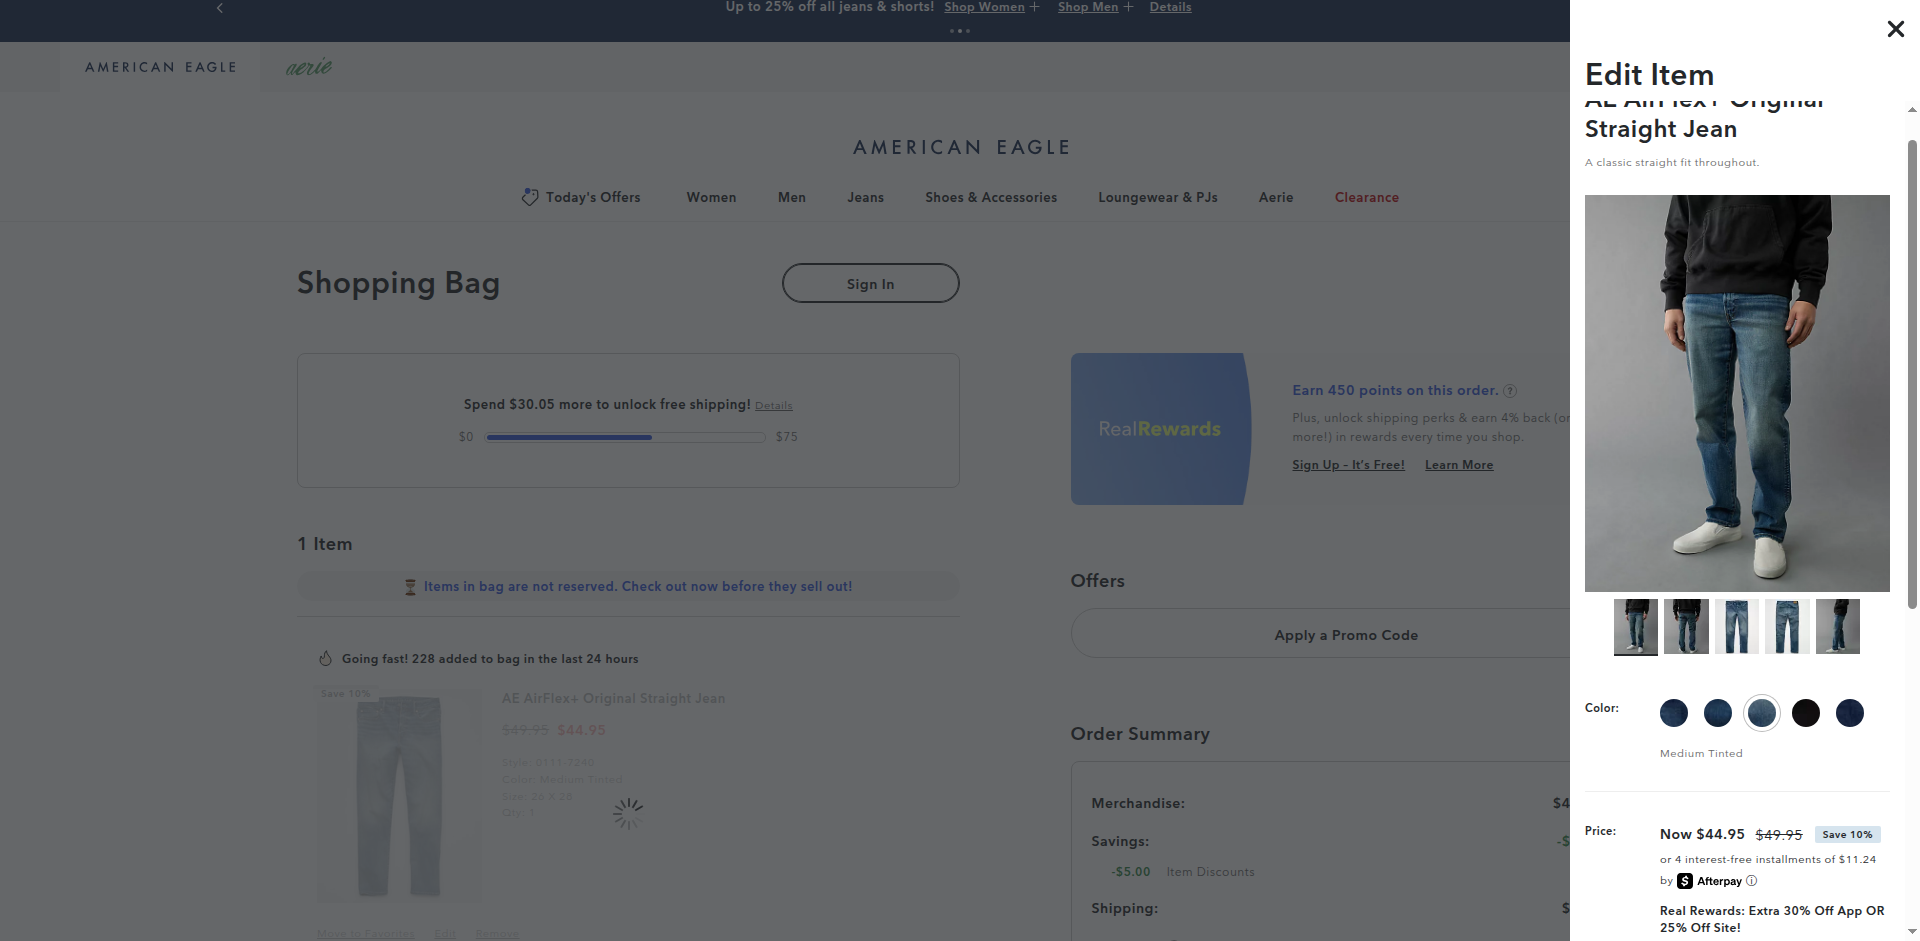 Up to 25% off all jeans & shorts! Shop Women + Shop Men + Details
AMERICAN EAGLE
aerie
AMERICAN EAGLE
Today's Offers
Women
Men
Jeans
Shoes & Accessories
Loungewear & PJs
Aerie
Clearance
Shopping Bag
Sign In
Spend $30.05 more to unlock free shipping! Details
$0
$75
1 Item
Items in bag are not reserved. Check out now before they sell out!
Going fast! 228 added to bag in the last 24 hours
Save 10%
AE AirFlex+ Original Straight Jean
$49.95 $44.95
Style: 0111-7240
Color: Medium Tinted
Size: 26 X 28
Qty: 1
Move to Favorites
Edit
Remove
RealRewards
Earn 450 points on this order.
Plus, unlock shipping perks & earn 4% back (or
more!) in rewards every time you shop.
Sign Up – It's Free!
Learn More
Offers
Apply a Promo Code
Order Summary
Merchandise:
$4
Savings:
-$
-$5.00 Item Discounts
Shipping:
$
Edit Item
AE AirFlex+ Original
Straight Jean
A classic straight fit throughout.
Color:
Medium Tinted
Price:
Now $44.95 $49.95 Save 10%
or 4 interest-free installments of $11.24
by Afterpay
Real Rewards: Extra 30% Off App OR
25% Off Site!